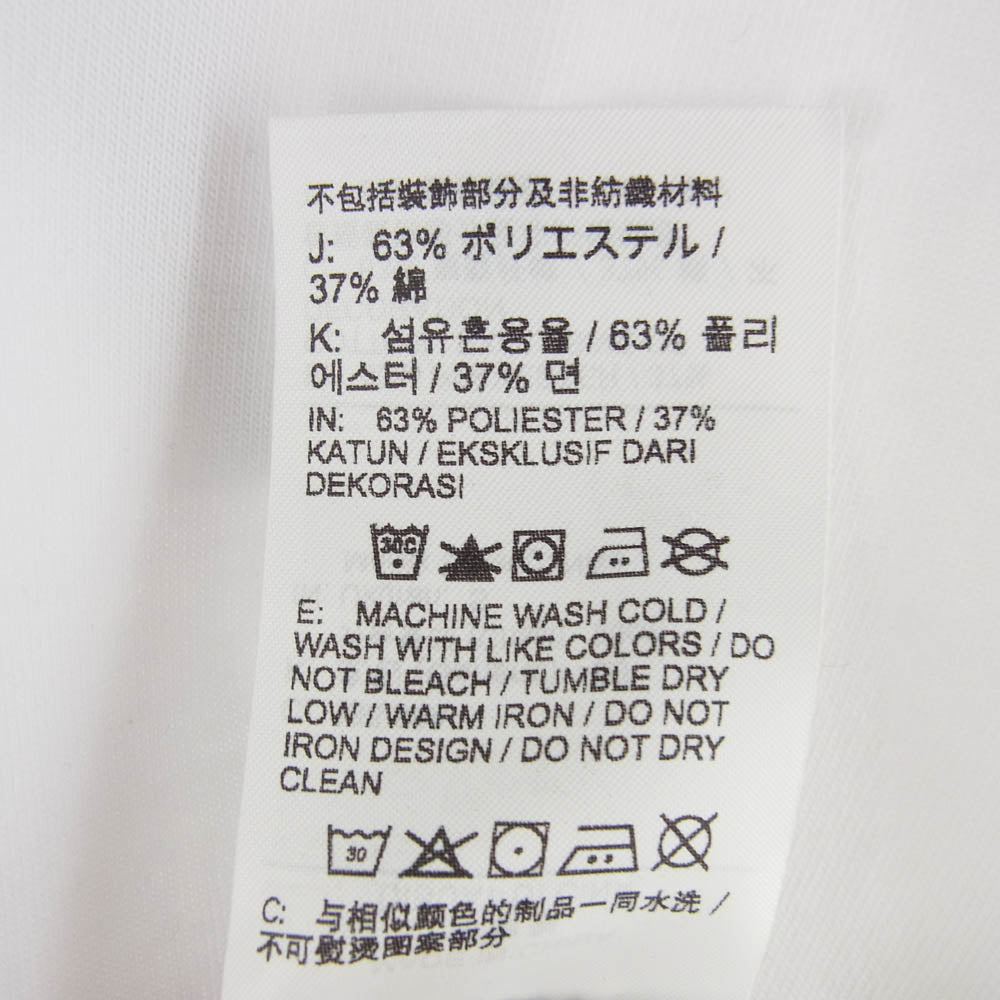 不包括裝飾部分及非紡織材料
J: 63% ポリエステル /
37% 綿
K: 섬유혼용율 / 63% 폴리
에스터 / 37% 면
IN: 63% POLIESTER / 37%
KATUN / EKSKLUSIF DARI
DEKORASI
30C
E: MACHINE WASH COLD /
WASH WITH LIKE COLORS / DO
NOT BLEACH / TUMBLE DRY
LOW / WARM IRON / DO NOT
IRON DESIGN / DO NOT DRY
CLEAN
30
C: 与相似颜色的制品一同水洗 /
不可熨烫图案部分